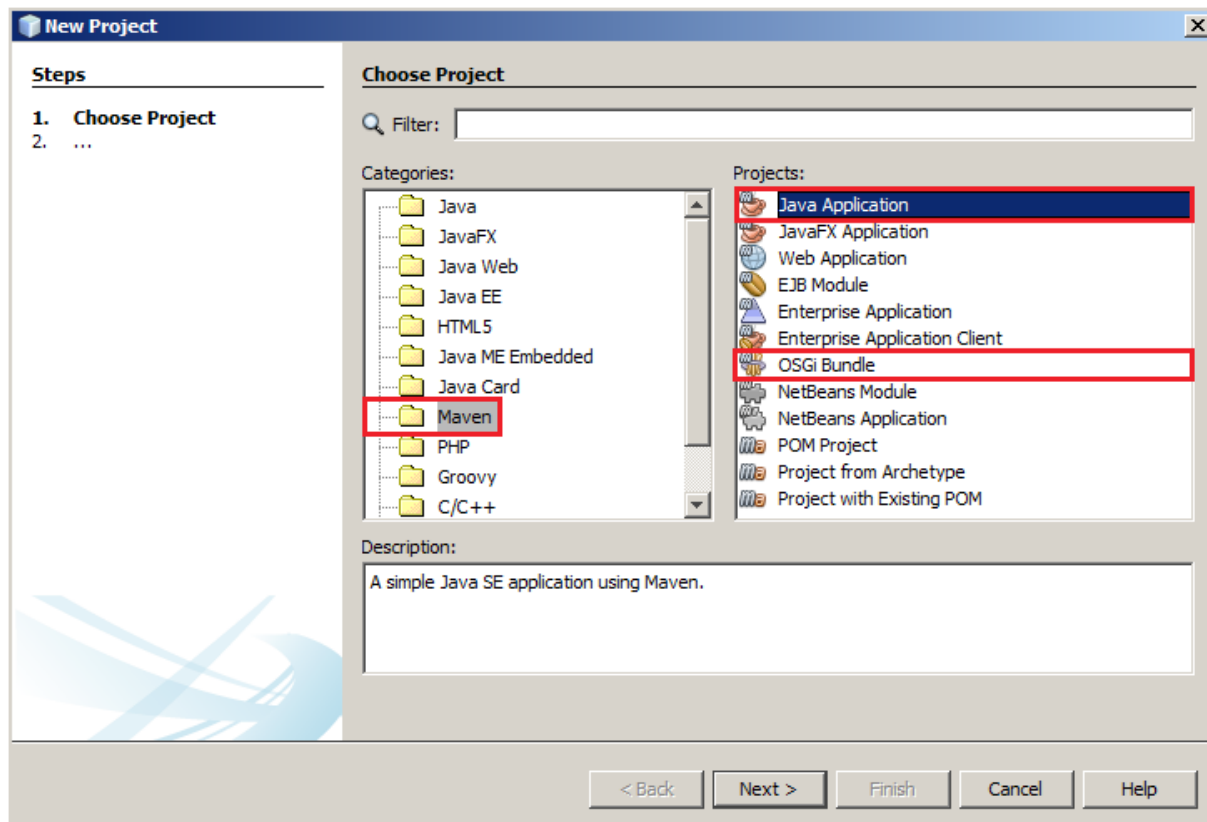 New Project
Steps
1. Choose Project
2. ...
Choose Project
Filter:
Categories:
Java
JavaFX
Java Web
Java EE
HTML5
Java ME Embedded
Java Card
Maven
PHP
Groovy
C/C++
Projects:
Java Application
JavaFX Application
Web Application
EJB Module
Enterprise Application
Enterprise Application Client
OSGi Bundle
NetBeans Module
NetBeans Application
POM Project
Project from Archetype
Project with Existing POM
Description:
A simple Java SE application using Maven.
< Back Next > Finish Cancel Help